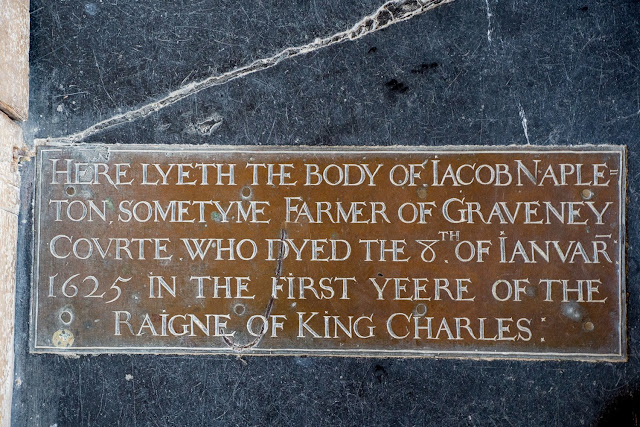 HERE LYETH THE BODY OF IACOB NAPLE=
TON. SOMETYME FARMER OF GRAVENEY
COVRTE. WHO DYED THE 8TH. OF IANVAR̄:
1625 IN THE FIRST YEERE OF THE
RAIGNE OF KING CHARLES :